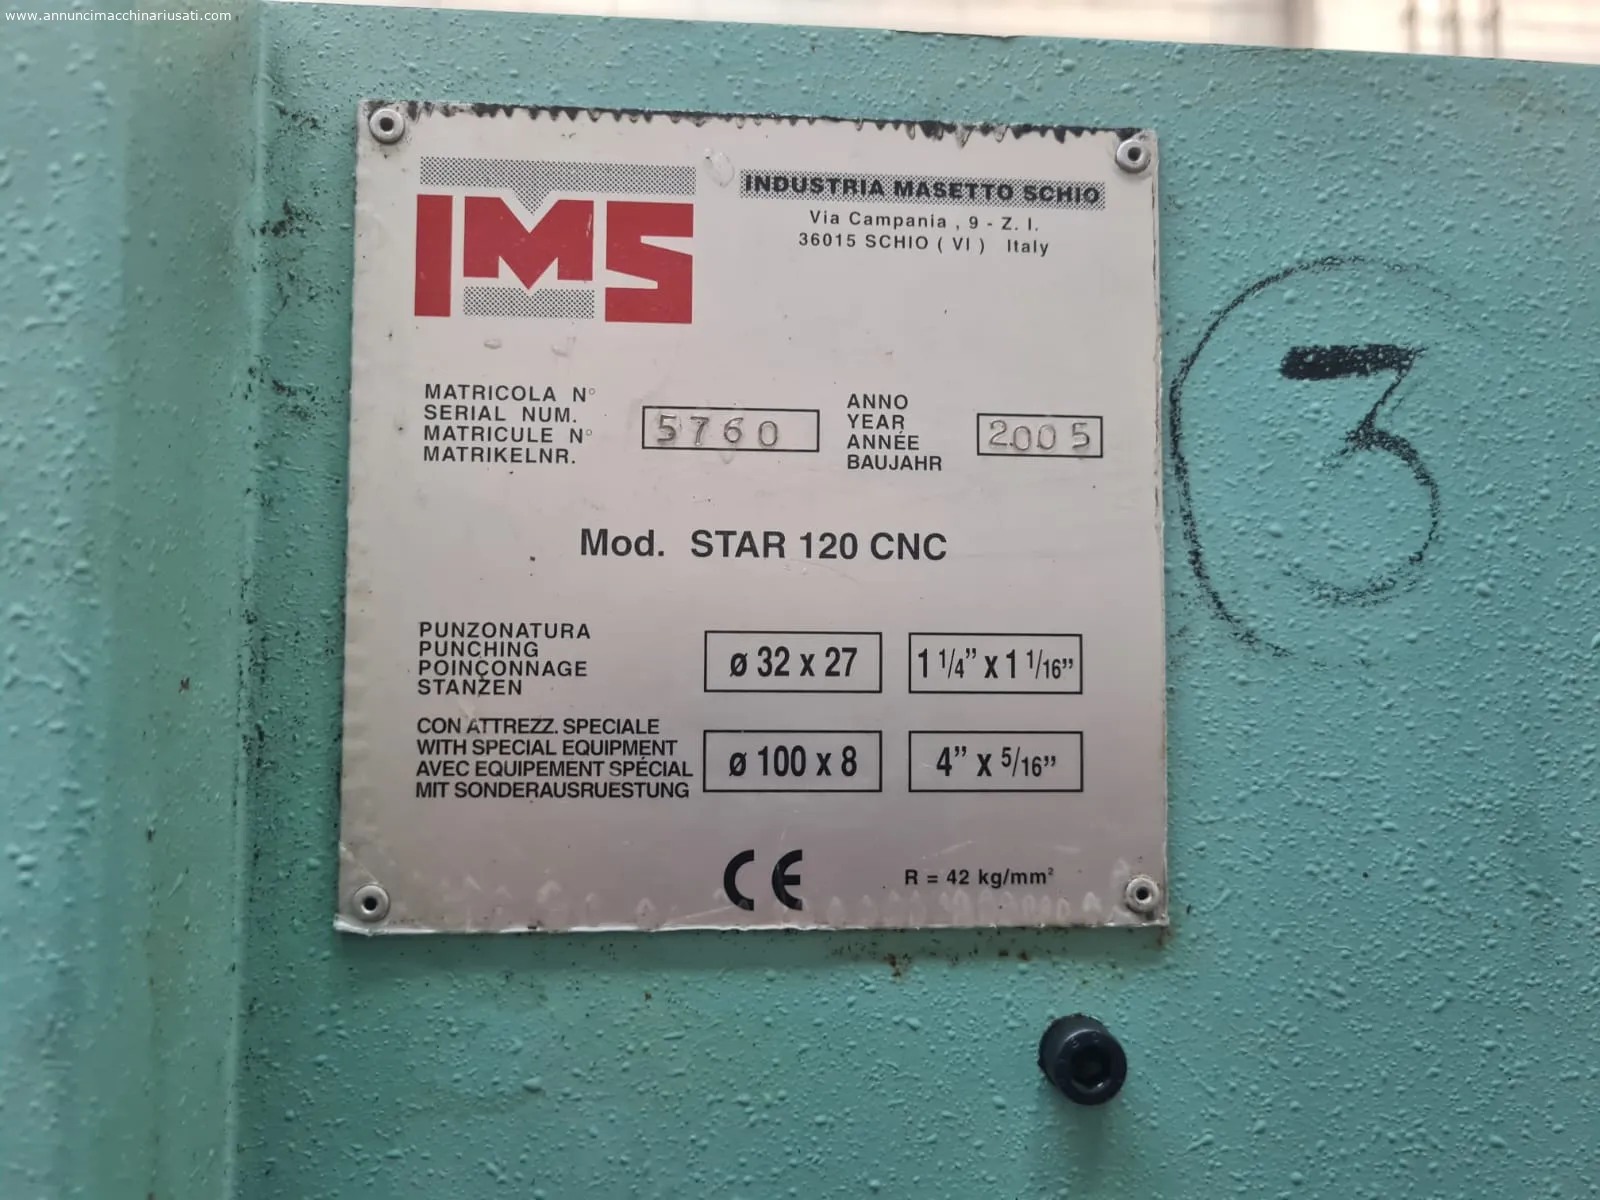 www.annuncimacchinariusati.com
IMS
INDUSTRIA MASETTO SCHIO
Via Campania , 9 - Z. I.
36015 SCHIO ( VI ) Italy
MATRICOLA N°
SERIAL NUM.
MATRICULE N°
MATRIKELNR.
5760
ANNO
YEAR
ANNÉE
BAUJAHR
2005
3
Mod. STAR 120 CNC
PUNZONATURA
PUNCHING
POINÇONNAGE
STANZEN
ø 32 x 27
1 1/4” x 1 1/16”
CON ATTREZZ. SPECIALE
WITH SPECIAL EQUIPMENT
AVEC EQUIPEMENT SPÉCIAL
MIT SONDERAUSRUESTUNG
ø 100 x 8
4” x 5/16”
CE
R = 42 kg/mm²